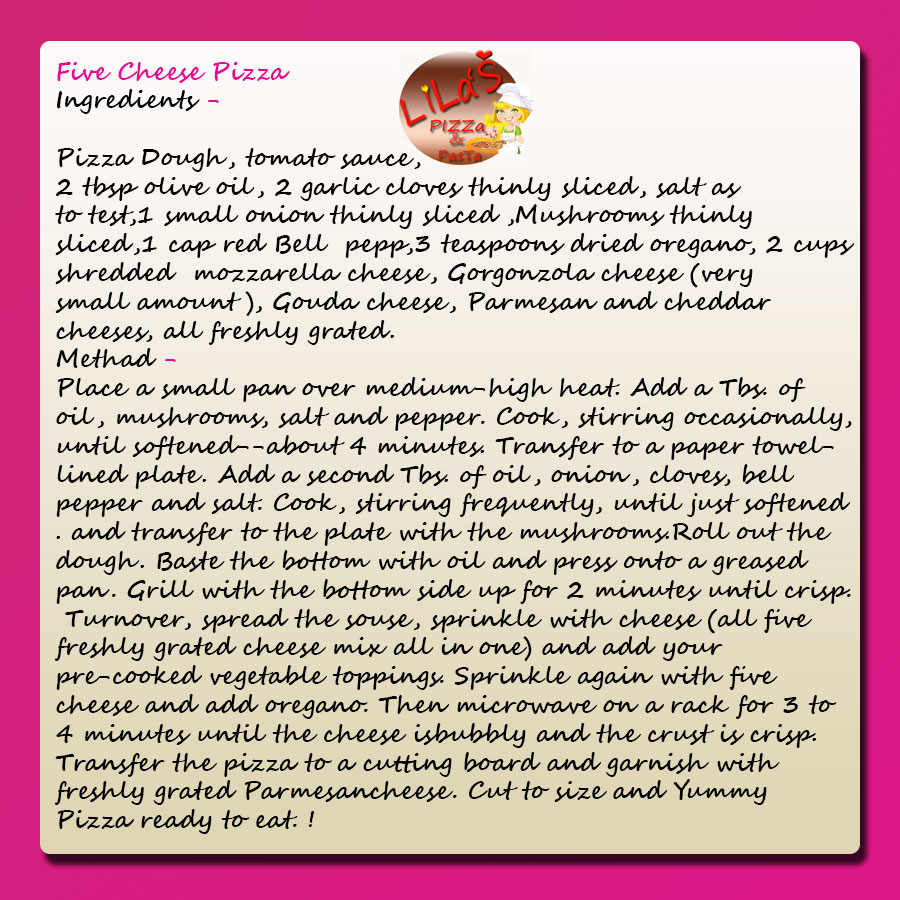 Five Cheese Pizza
Ingredients -
LiLa'S
PIZZa
&
PasTa
Pizza Dough, tomato sauce,
2 tbsp olive oil, 2 garlic cloves thinly sliced, salt as
to test,1 small onion thinly sliced ,Mushrooms thinly
sliced,1 cap red Bell pepp,3 teaspoons dried oregano, 2 cups
shredded mozzarella cheese, Gorgonzola cheese (very
small amount ), Gouda cheese, Parmesan and cheddar
cheeses, all freshly grated.
Methad -
Place a small pan over medium-high heat. Add a Tbs. of
oil, mushrooms, salt and pepper. Cook, stirring occasionally,
until softened--about 4 minutes. Transfer to a paper towel-
lined plate. Add a second Tbs. of oil, onion, cloves, bell
pepper and salt. Cook, stirring frequently, until just softened
. and transfer to the plate with the mushrooms.Roll out the
dough. Baste the bottom with oil and press onto a greased
pan. Grill with the bottom side up for 2 minutes until crisp.
Turnover, spread the souse, sprinkle with cheese (all five
freshly grated cheese mix all in one) and add your
pre-cooked vegetable toppings. Sprinkle again with five
cheese and add oregano. Then microwave on a rack for 3 to
4 minutes until the cheese isbubbly and the crust is crisp.
Transfer the pizza to a cutting board and garnish with
freshly grated Parmesancheese. Cut to size and Yummy
Pizza ready to eat. !